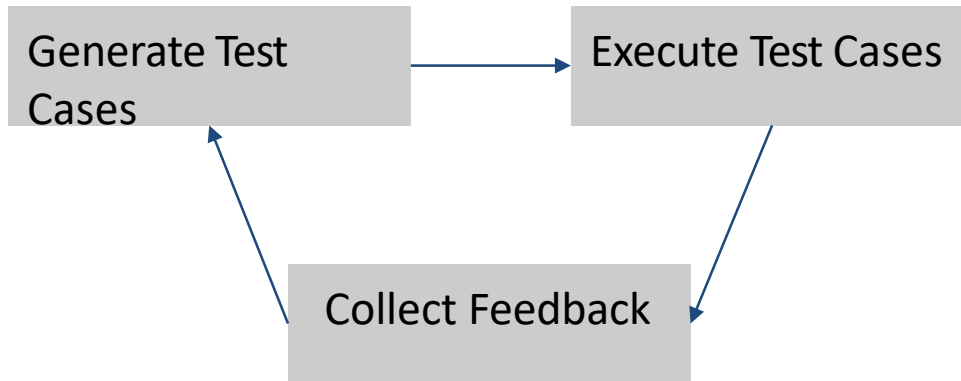 Generate Test
Cases
Execute Test Cases
Collect Feedback